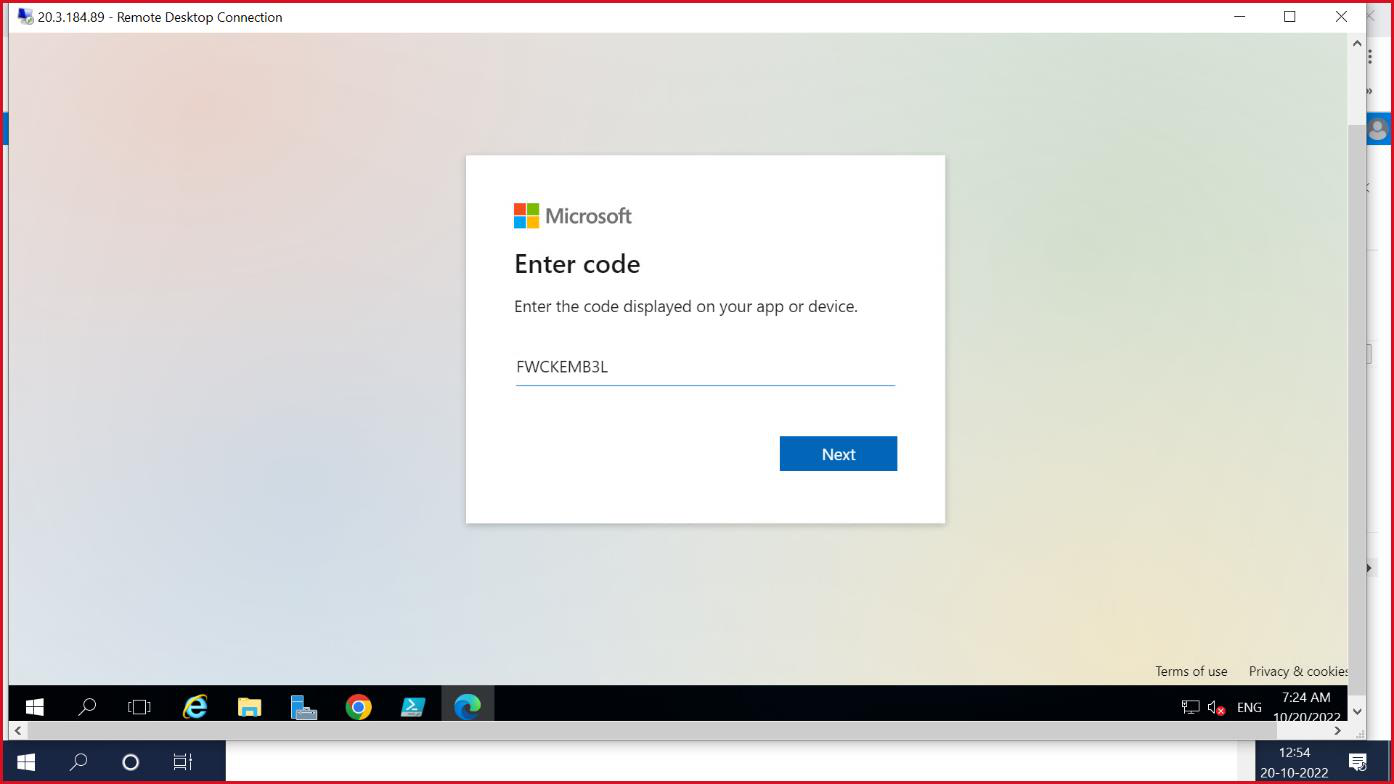 20.3.184.89 - Remote Desktop Connection
Microsoft
Enter code
Enter the code displayed on your app or device.
FWCKEMB3L
Next
Terms of use
Privacy & cookies
ENG
7:24 AM
10/20/2022
12:54
20-10-2022